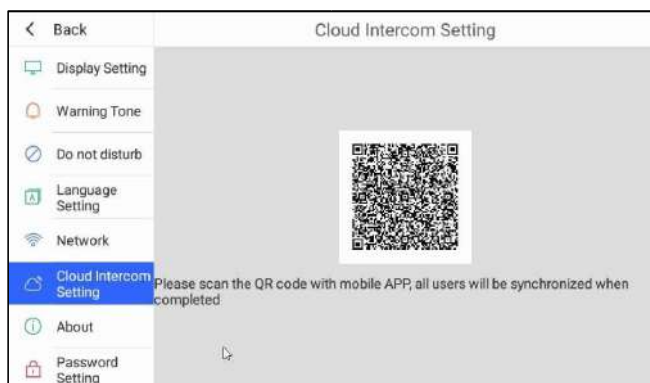 Back
Cloud Intercom Setting
Display Setting
Warning Tone
Do not disturb
A
Language
Setting
Network
Cloud Intercom
Setting
Please scan the QR code with mobile APP, all users will be synchronized when
completed
About
Password
Setting